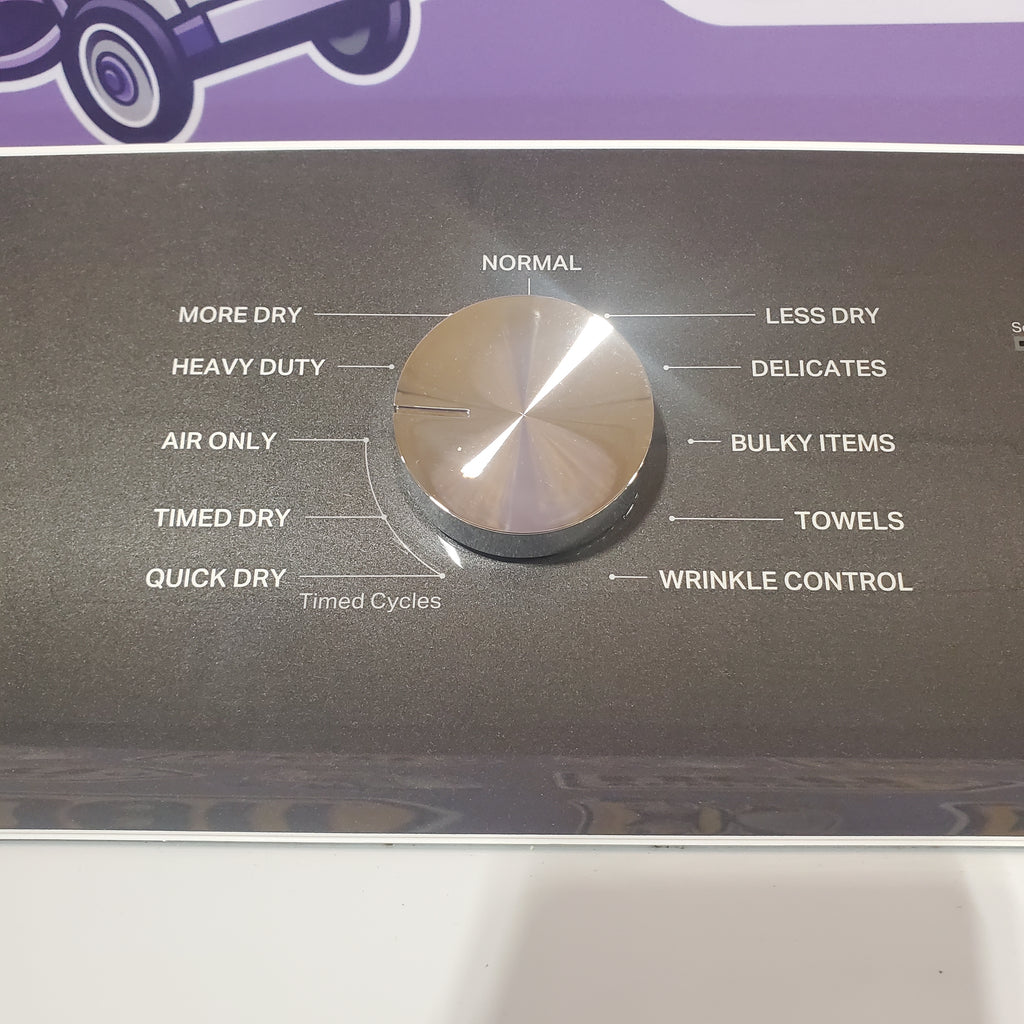 NORMAL
MORE DRY
LESS DRY
HEAVY DUTY
DELICATES
AIR ONLY
BULKY ITEMS
TIMED DRY
TOWELS
QUICK DRY
WRINKLE CONTROL
Timed Cycles